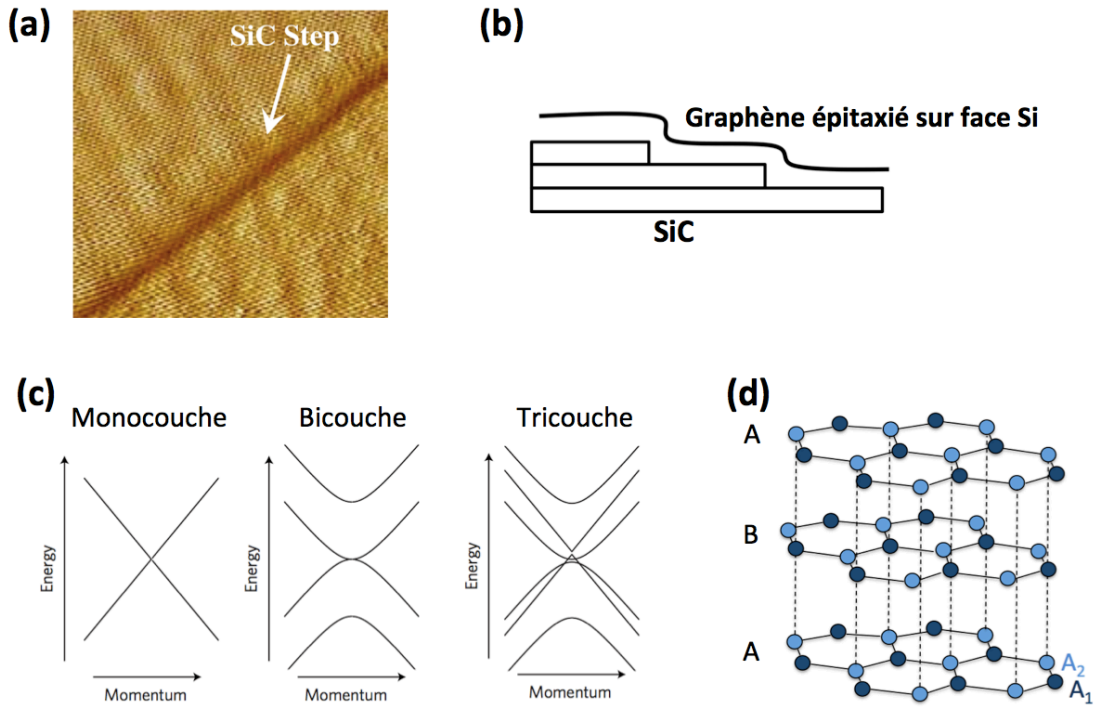 (a)
SiC Step
(b)
Graphène épitaxié sur face Si
SiC
(c)
Monocouche
Bicouche
Tricouche
Energy
Momentum
Energy
Momentum
Energy
Momentum
(d)
A
B
A
A₂
A₁